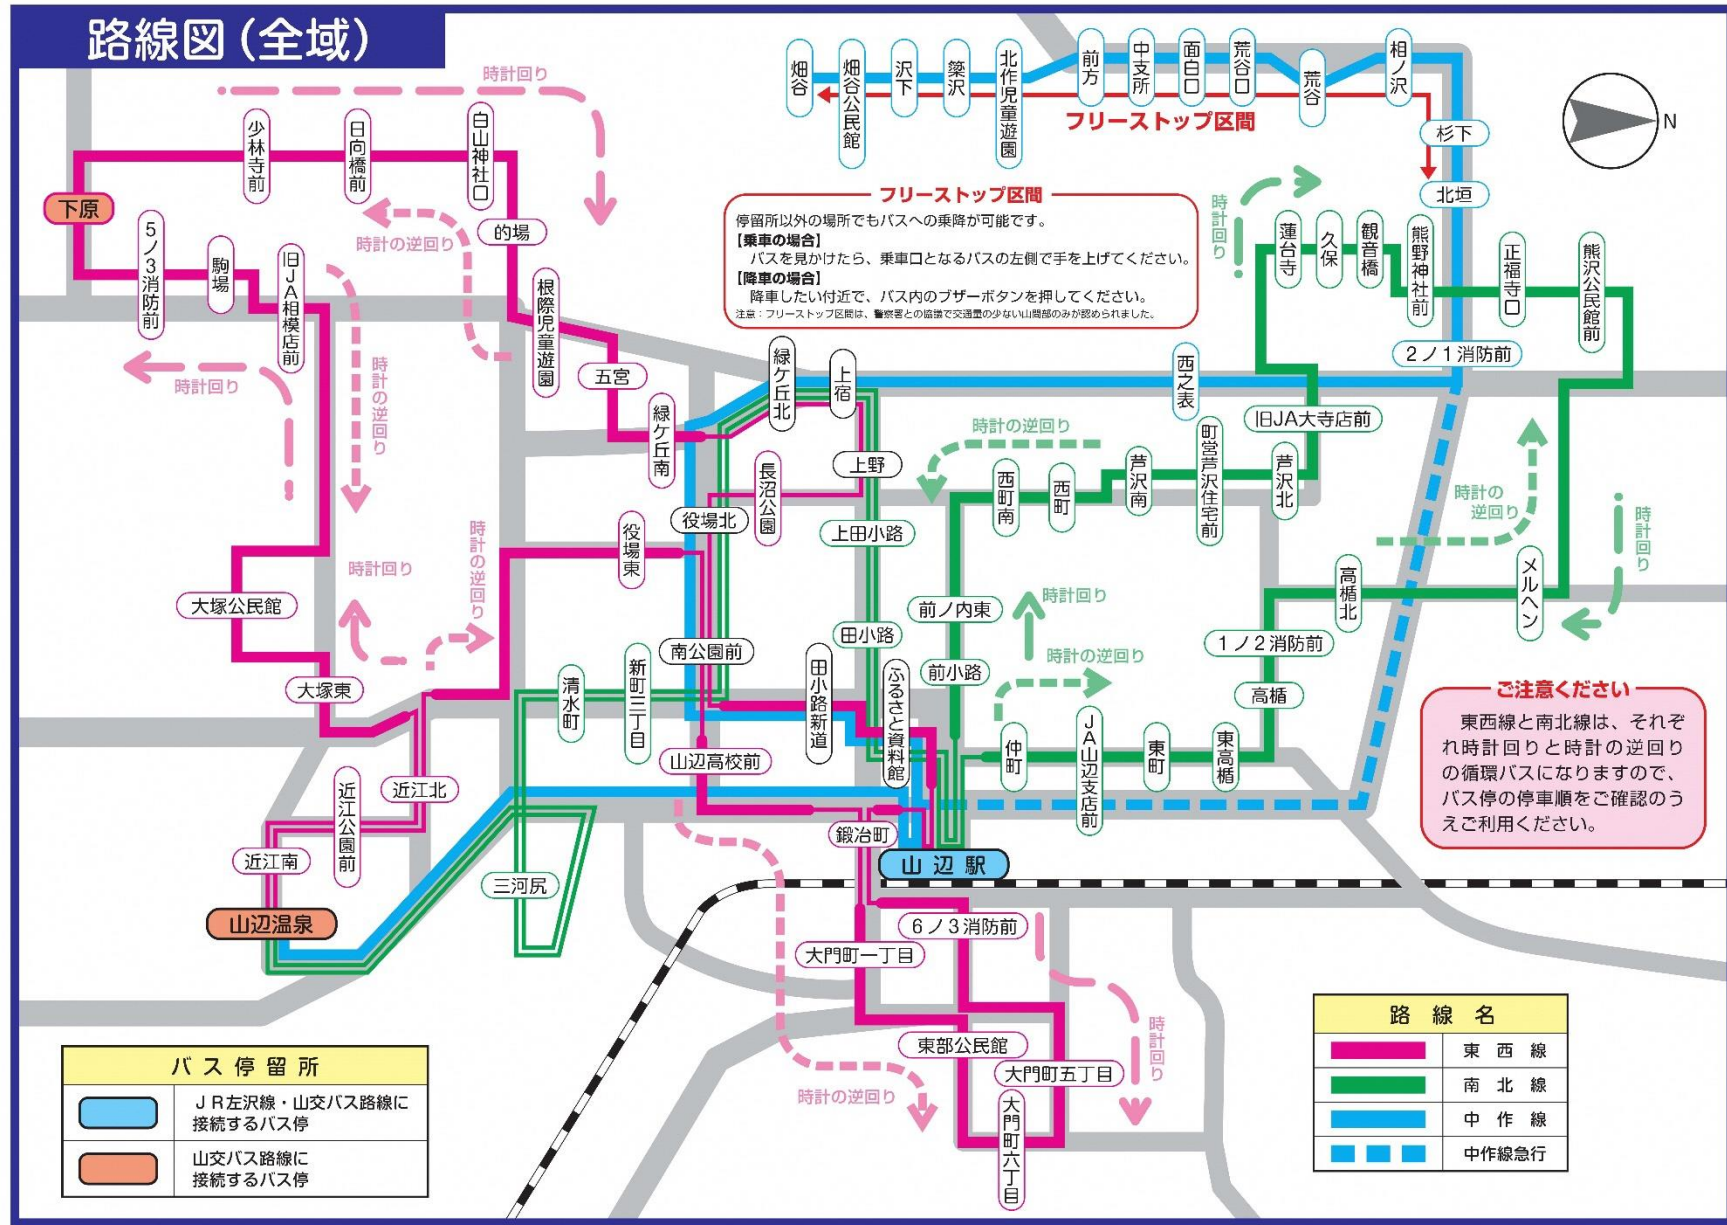 路線図(全域)
時計回り
畑谷
畑谷公民館
沢下
簗沢
北作児童遊園
前方
中支所
面白口
荒谷口
荒谷
相ノ沢
フリーストップ区間
杉下
北垣
N
少林寺前
日向橋前
白山神社口
下原
5ノ3消防前
駒場
旧JA相模店前
時計の逆回り
的場
根際児童遊園
五宮
緑ケ丘南
時計回り
時計の逆回り
フリーストップ区間
停留所以外の場所でもバスへの乗降が可能です。
【乗車の場合】
バスを見かけたら、乗車口となるバスの左側で手を上げてください。
【降車の場合】
降車したい付近で、バス内のブザーボタンを押してください。
注意：フリーストップ区間は、警察署との協議で交通量の少ない山間部のみが認められました。
時計回り
蓮台寺
久保
観音橋
熊野神社前
正福寺口
熊沢公民館前
2ノ1消防前
緑ケ丘北
上宿
西之表
旧JA大寺店前
時計の逆回り
上野
長沼公園
役場北
上田小路
西町南
西町
芦沢南
町営芦沢住宅前
芦沢北
時計の
逆回り
時計回り
役場東
時計の逆回り
時計回り
大塚公民館
大塚東
高楯北
メルヘン
前ノ内東
時計回り
1ノ2消防前
田小路
南公園前
新町三丁目
清水町
田小路新道
ふるさと資料館
前小路
時計の逆回り
高楯
仲町
JA山辺支店前
東町
東高楯
山辺高校前
近江北
近江公園前
近江南
山辺温泉
三河尻
鍛冶町
山辺駅
ご注意ください
東西線と南北線は、それぞ
れ時計回りと時計の逆回り
の循環バスになりますので、
バス停の停車順をご確認のう
えご利用ください。
6ノ3消防前
大門町一丁目
東部公民館
大門町五丁目
大門町六丁目
時計回り
時計の逆回り
バス停留所
JR左沢線・山交バス路線に
接続するバス停
山交バス路線に
接続するバス停
路線名
東西線
南北線
中作線
中作線急行